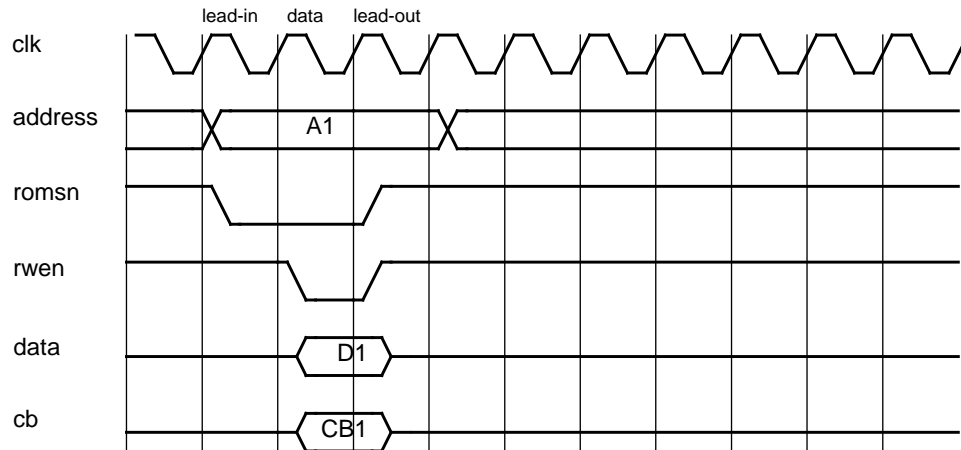 lead-in data lead-out
clk
address A1
romsn
rwen
data D1
cb CB1